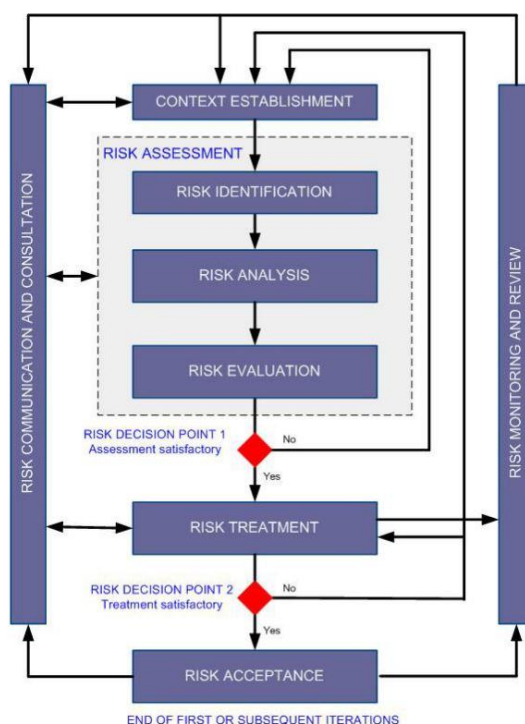 CONTEXT ESTABLISHMENT
RISK ASSESSMENT
RISK IDENTIFICATION
RISK ANALYSIS
RISK EVALUATION
RISK DECISION POINT 1
Assessment satisfactory
No
Yes
RISK TREATMENT
RISK DECISION POINT 2
Treatment satisfactory
No
Yes
RISK ACCEPTANCE
END OF FIRST OR SUBSEQUENT ITERATIONS
RISK COMMUNICATION AND CONSULTATION
RISK MONITORING AND REVIEW